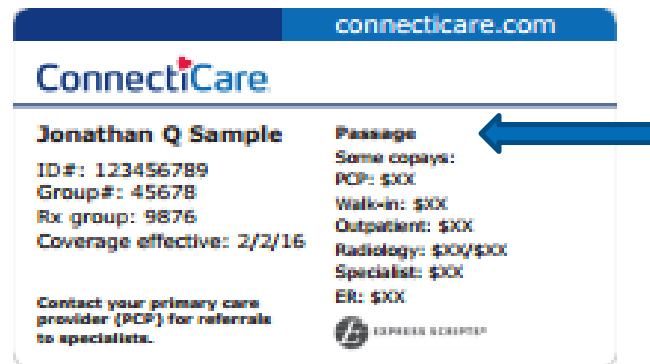 connecticare.com
ConnectiCare
Jonathan Q Sample
ID#: 123456789
Group#: 45678
Rx group: 9876
Coverage effective: 2/2/16
Contact your primary care
provider (PCP) for referrals
to specialists.
Passage
Some copays:
PCP: $XX
Walk-in: $XX
Outpatient: $XX
Radiology: $XX/$XX
Specialist: $XX
ER: $XX
EXPRESS SCRIPTS®